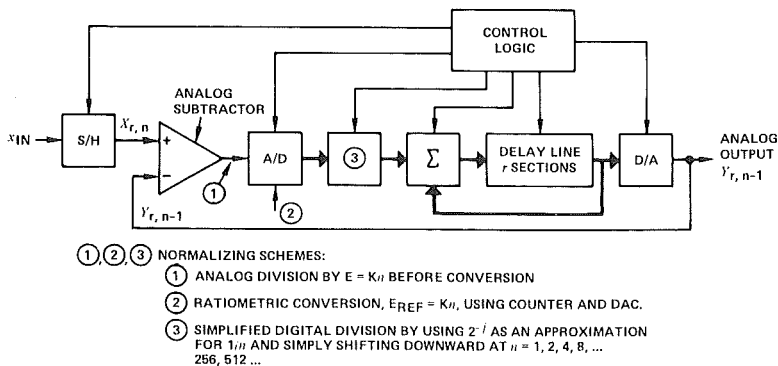 CONTROL
LOGIC
ANALOG
SUBTRACTOR
xIN
S/H
Xr, n
+
−
Yr, n-1
A/D
1
2
3
Σ
DELAY LINE
r SECTIONS
D/A
ANALOG
OUTPUT
Yr, n-1
1, 2, 3 NORMALIZING SCHEMES:
1 ANALOG DIVISION BY E = Kn BEFORE CONVERSION
2 RATIOMETRIC CONVERSION, EREF = Kn, USING COUNTER AND DAC.
3 SIMPLIFIED DIGITAL DIVISION BY USING 2-j AS AN APPROXIMATION
FOR 1in AND SIMPLY SHIFTING DOWNWARD AT n = 1, 2, 4, 8, ...
256, 512 ...